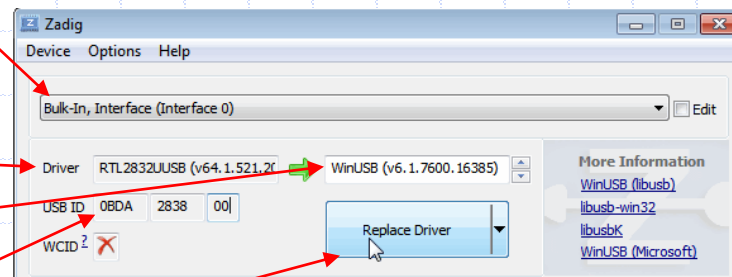 Zadig
Device Options Help
Bulk-In, Interface (Interface 0)
Edit
Driver RTL2832UUSB (v64.1.521.20 WinUSB (v6.1.7600.16385)
USB ID 0BDA 2838 00
WCID ?
Replace Driver
More Information
WinUSB (libusb)
libusb-win32
libusbK
WinUSB (Microsoft)